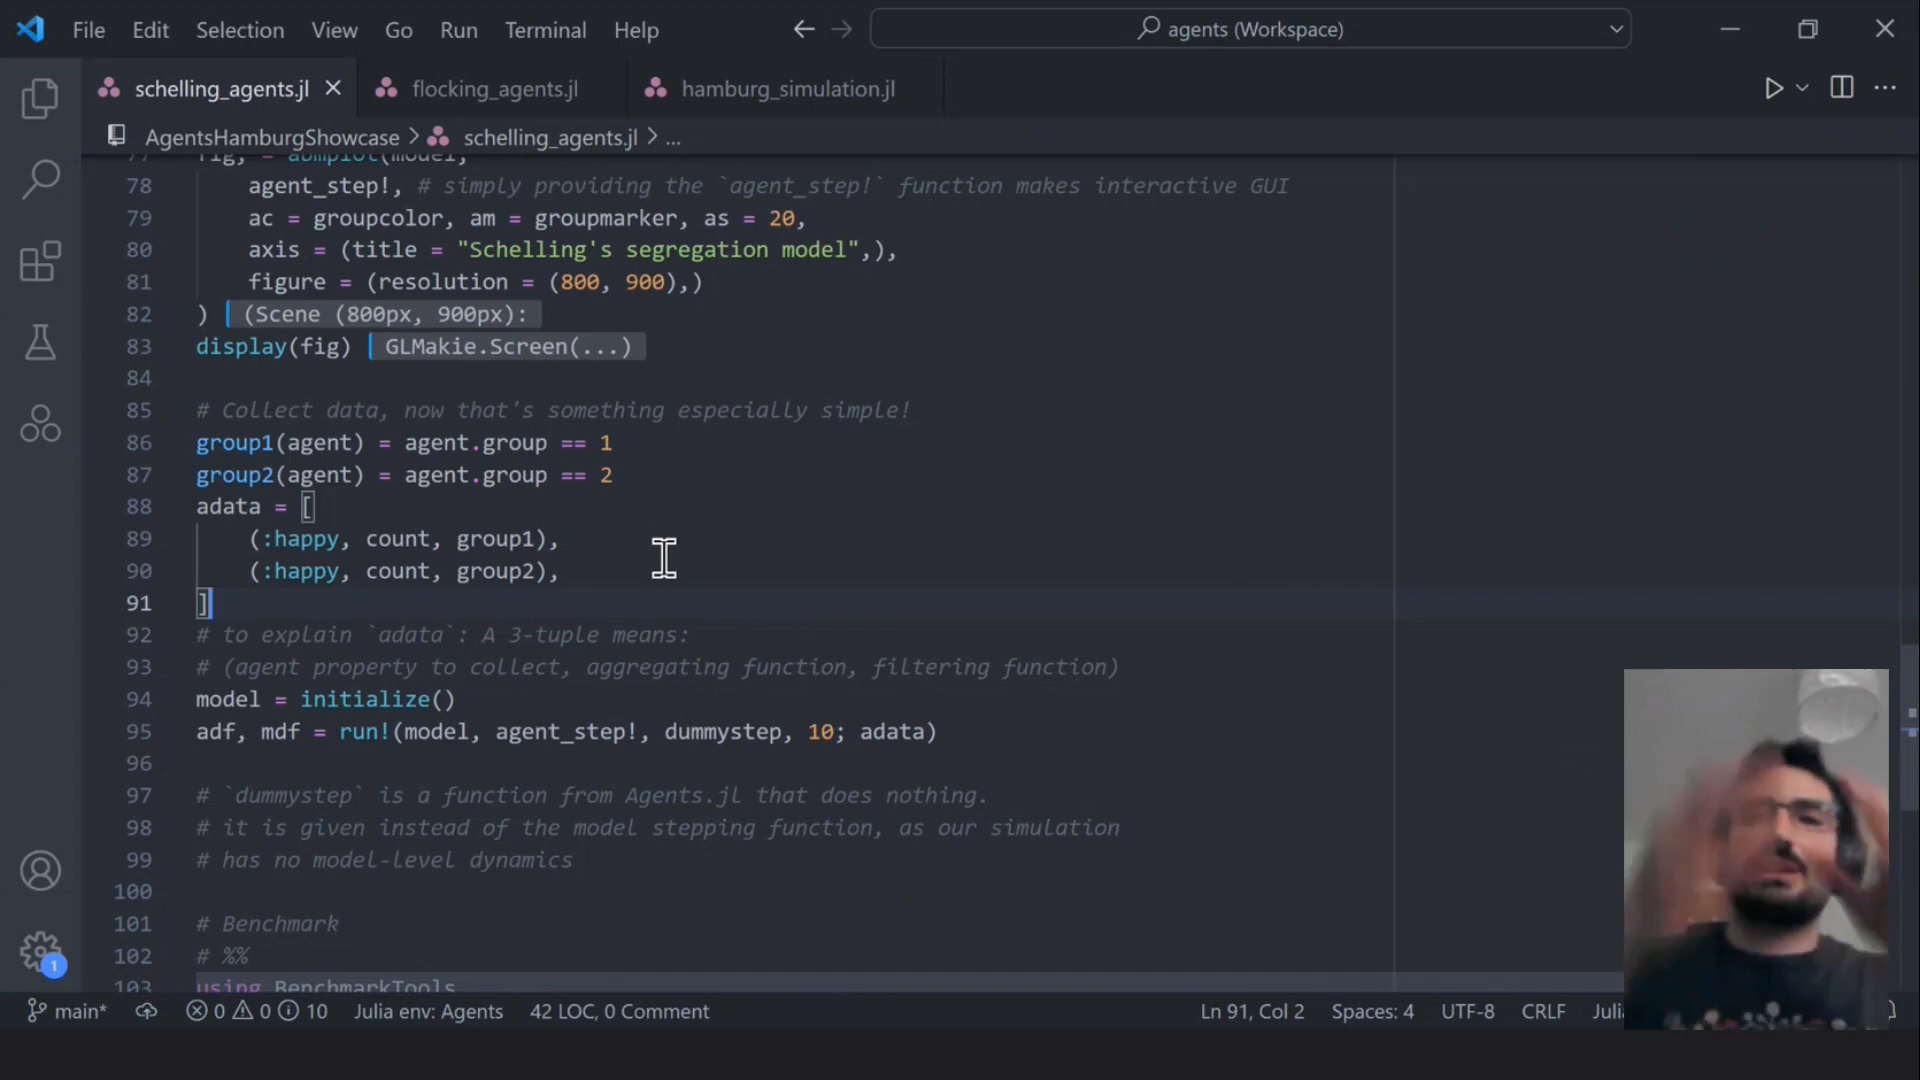 File Edit Selection View Go Run Terminal Help
agents (Workspace)
schelling_agents.jl flocking_agents.jl hamburg_simulation.jl
AgentsHamburgShowcase > schelling_agents.jl > ...
77 fig, = abmplot(model,
78 agent_step!, # simply providing the `agent_step!` function makes interactive GUI
79 ac = groupcolor, am = groupmarker, as = 20,
80 axis = (title = "Schelling's segregation model",),
81 figure = (resolution = (800, 900),)
82 ) (Scene (800px, 900px):
83 display(fig) GLMakie.Screen(...)
84
85 # Collect data, now that's something especially simple!
86 group1(agent) = agent.group == 1
87 group2(agent) = agent.group == 2
88 adata = [
89 (:happy, count, group1),
90 (:happy, count, group2),
91 ]
92 # to explain `adata`: A 3-tuple means:
93 # (agent property to collect, aggregating function, filtering function)
94 model = initialize()
95 adf, mdf = run!(model, agent_step!, dummystep, 10; adata)
96
97 # `dummystep` is a function from Agents.jl that does nothing.
98 # it is given instead of the model stepping function, as our simulation
99 # has no model-level dynamics
100
101 # Benchmark
102 # %%
103 using BenchmarkTools
1
main* 0 0 10 Julia env: Agents 42 LOC, 0 Comment Ln 91, Col 2 Spaces: 4 UTF-8 CRLF